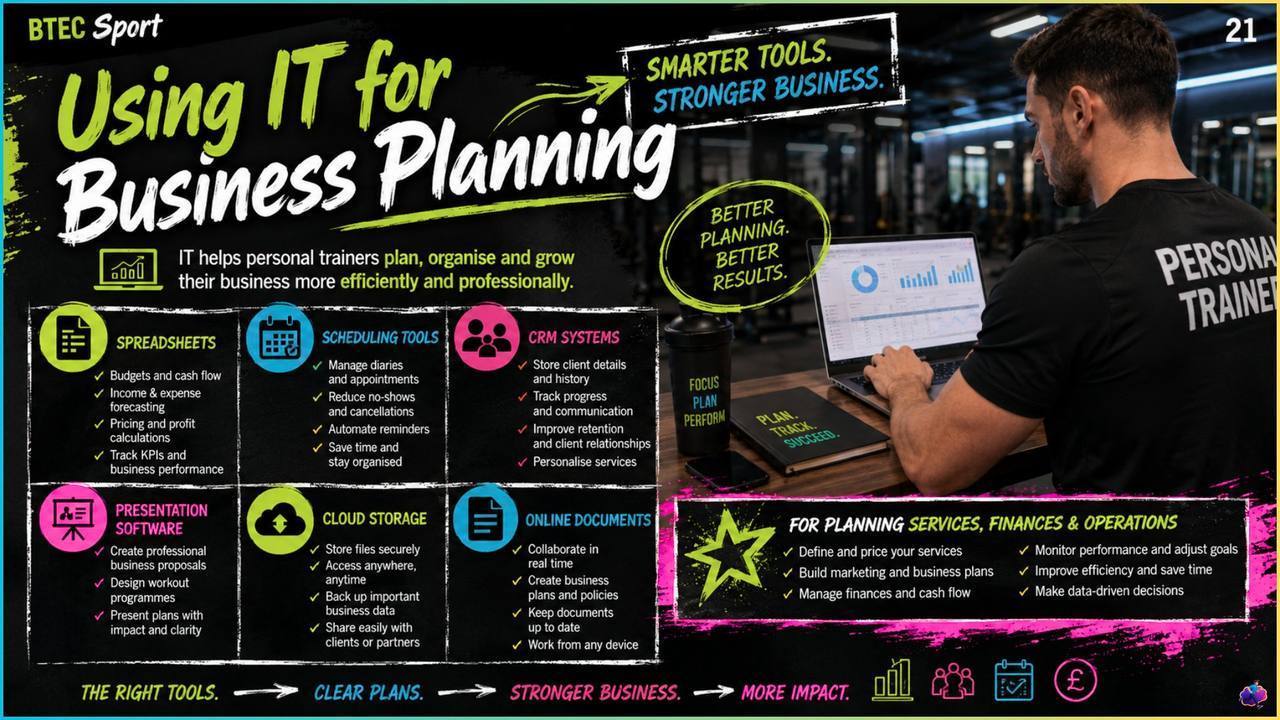 BTEC Sport
21
Using IT for
Business Planning
SMARTER TOOLS.
STRONGER BUSINESS.
BETTER
PLANNING.
BETTER
RESULTS.
IT helps personal trainers plan, organise and grow
their business more efficiently and professionally.
SPREADSHEETS
Budgets and cash flow
Income & expense
forecasting
Pricing and profit
calculations
Track KPIs and
business performance
SCHEDULING TOOLS
Manage diaries
and appointments
Reduce no-shows
and cancellations
Automate reminders
Save time and
stay organised
CRM SYSTEMS
Store client details
and history
Track progress
and communication
Improve retention
and client relationships
Personalise services
PRESENTATION
SOFTWARE
Create professional
business proposals
Design workout
programmes
Present plans with
impact and clarity
CLOUD STORAGE
Store files securely
Access anywhere,
anytime
Back up important
business data
Share easily with
clients or partners
ONLINE DOCUMENTS
Collaborate in
real time
Create business
plans and policies
Keep documents
up to date
Work from any device
PERSONA
TRAINE
FOCUS
PLAN
PERFORM
PLAN.
TRACK.
SUCCEED.
FOR PLANNING SERVICES, FINANCES & OPERATIONS
Define and price your services
Build marketing and business plans
Manage finances and cash flow
Monitor performance and adjust goals
Improve efficiency and save time
Make data-driven decisions
THE RIGHT TOOLS.
CLEAR PLANS.
STRONGER BUSINESS.
MORE IMPACT.
£